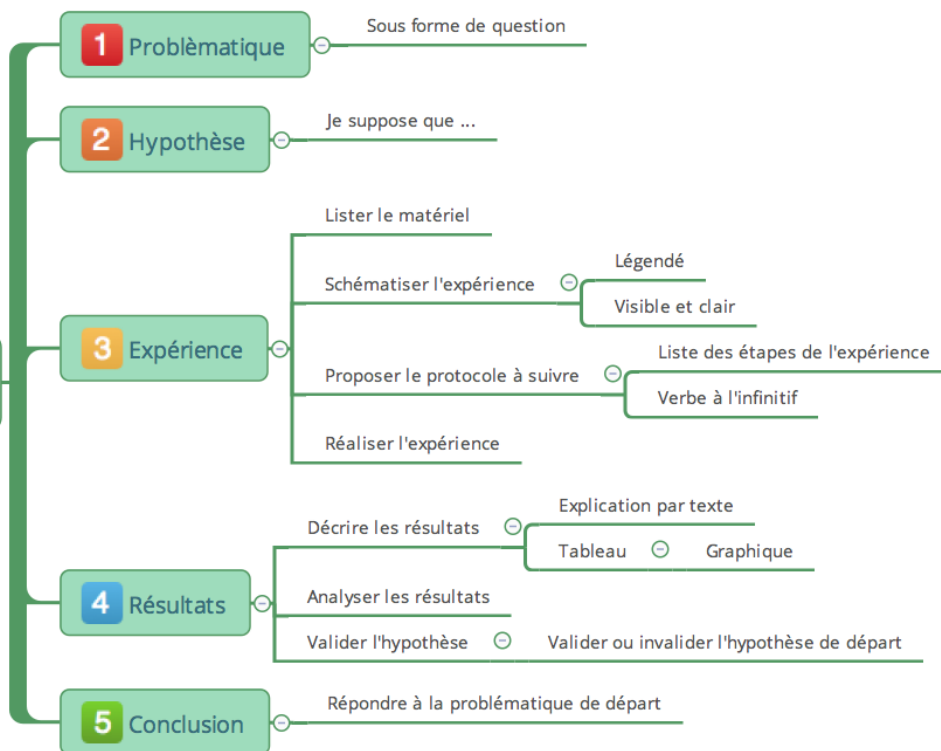 1 Problèmatique
Sous forme de question
2 Hypothèse
Je suppose que ...
3 Expérience
Lister le matériel
Schématiser l'expérience
Légendé
Visible et clair
Proposer le protocole à suivre
Liste des étapes de l'expérience
Verbe à l'infinitif
Réaliser l'expérience
4 Résultats
Décrire les résultats
Explication par texte
Tableau
Graphique
Analyser les résultats
Valider l'hypothèse
Valider ou invalider l'hypothèse de départ
5 Conclusion
Répondre à la problématique de départ